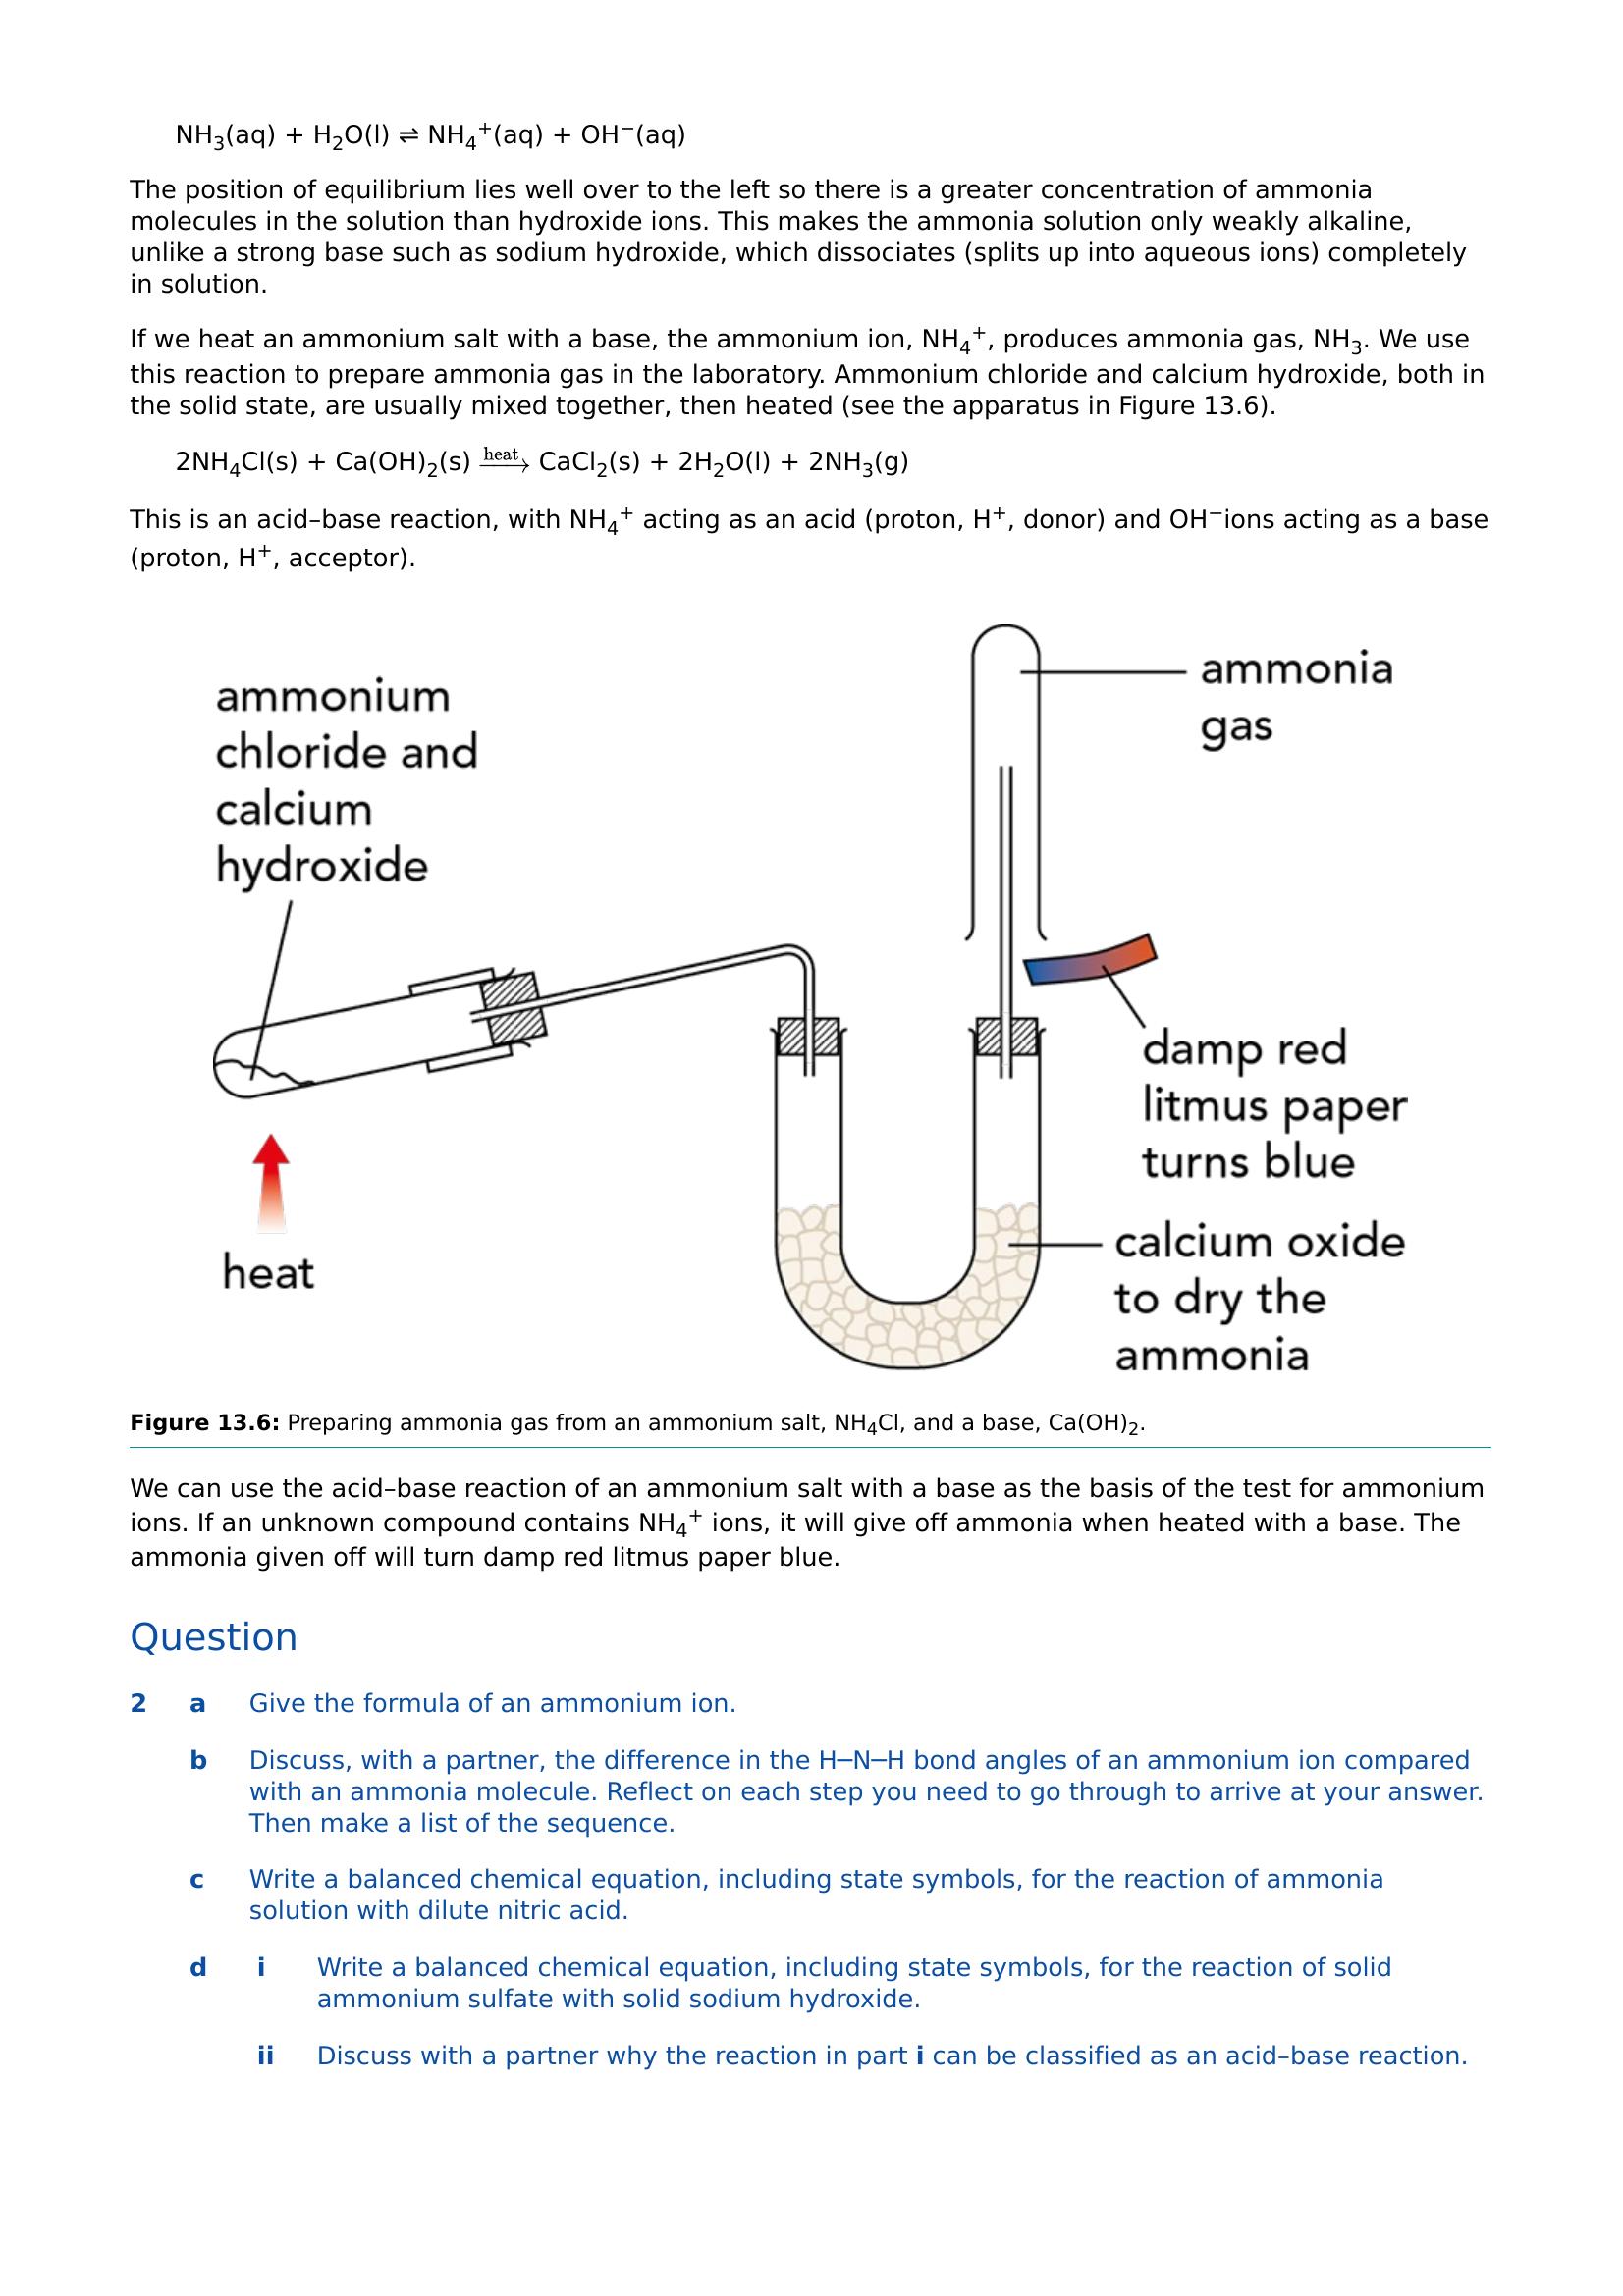 NH₃(aq) + H₂O(l) ⇌ NH₄⁺(aq) + OH⁻(aq)
The position of equilibrium lies well over to the left so there is a greater concentration of ammonia
molecules in the solution than hydroxide ions. This makes the ammonia solution only weakly alkaline,
unlike a strong base such as sodium hydroxide, which dissociates (splits up into aqueous ions) completely
in solution.
If we heat an ammonium salt with a base, the ammonium ion, NH₄⁺, produces ammonia gas, NH₃. We use
this reaction to prepare ammonia gas in the laboratory. Ammonium chloride and calcium hydroxide, both in
the solid state, are usually mixed together, then heated (see the apparatus in Figure 13.6).
2NH₄Cl(s) + Ca(OH)₂(s) heat⟶ CaCl₂(s) + 2H₂O(l) + 2NH₃(g)
This is an acid–base reaction, with NH₄⁺ acting as an acid (proton, H⁺, donor) and OH⁻ions acting as a base
(proton, H⁺, acceptor).
ammonium
chloride and
calcium
hydroxide
heat
ammonia
gas
damp red
litmus paper
turns blue
calcium oxide
to dry the
ammonia
Figure 13.6: Preparing ammonia gas from an ammonium salt, NH₄Cl, and a base, Ca(OH)₂.
We can use the acid–base reaction of an ammonium salt with a base as the basis of the test for ammonium
ions. If an unknown compound contains NH₄⁺ ions, it will give off ammonia when heated with a base. The
ammonia given off will turn damp red litmus paper blue.
Question
2 a Give the formula of an ammonium ion.
b Discuss, with a partner, the difference in the H─N─H bond angles of an ammonium ion compared
with an ammonia molecule. Reflect on each step you need to go through to arrive at your answer.
Then make a list of the sequence.
c Write a balanced chemical equation, including state symbols, for the reaction of ammonia
solution with dilute nitric acid.
d i Write a balanced chemical equation, including state symbols, for the reaction of solid
ammonium sulfate with solid sodium hydroxide.
ii Discuss with a partner why the reaction in part i can be classified as an acid–base reaction.